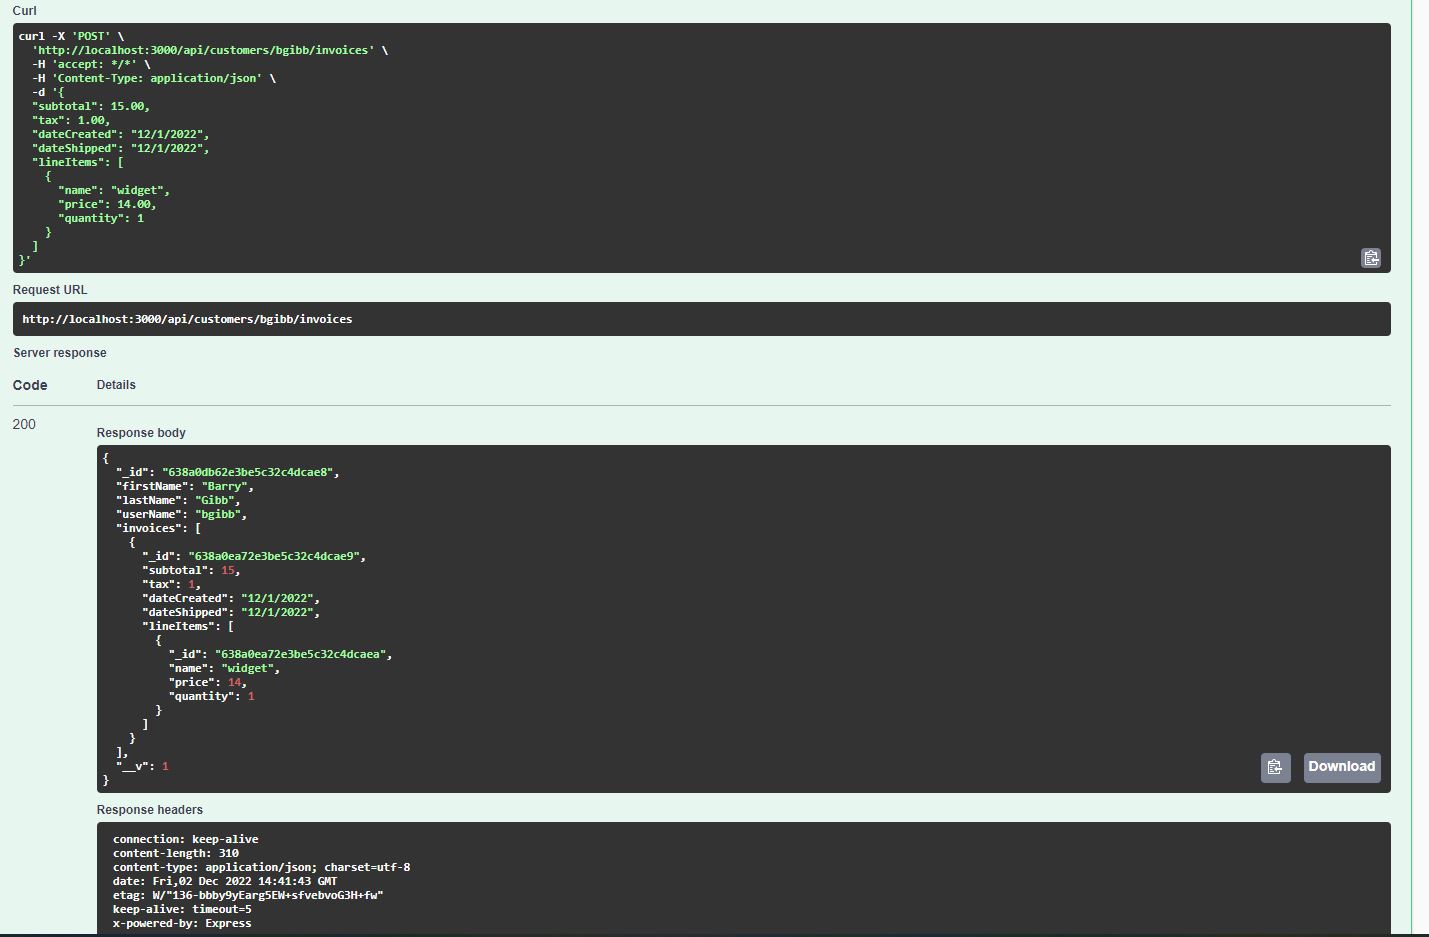 Curl
curl -X 'POST' \
'http://localhost:3000/api/customers/bgibb/invoices' \
-H 'accept: */*' \
-H 'Content-Type: application/json' \
-d '{
"subtotal": 15.00,
"tax": 1.00,
"dateCreated": "12/1/2022",
"dateShipped": "12/1/2022",
"lineItems": [
{
"name": "widget",
"price": 14.00,
"quantity": 1
}
]
}'
Request URL
http://localhost:3000/api/customers/bgibb/invoices
Server response
Code Details
200
Response body
{
"_id": "638a0db62e3be5c32c4dcae8",
"firstName": "Barry",
"lastName": "Gibb",
"userName": "bgibb",
"invoices": [
{
"_id": "638a0ea72e3be5c32c4dcae9",
"subtotal": 15,
"tax": 1,
"dateCreated": "12/1/2022",
"dateShipped": "12/1/2022",
"lineItems": [
{
"_id": "638a0ea72e3be5c32c4dcaea",
"name": "widget",
"price": 14,
"quantity": 1
}
]
}
],
"__v": 1
}
Download
Response headers
connection: keep-alive
content-length: 310
content-type: application/json; charset=utf-8
date: Fri,02 Dec 2022 14:41:43 GMT
etag: W/"136-bbby9yEarg5EW+sfvebvoG3H+fw"
keep-alive: timeout=5
x-powered-by: Express